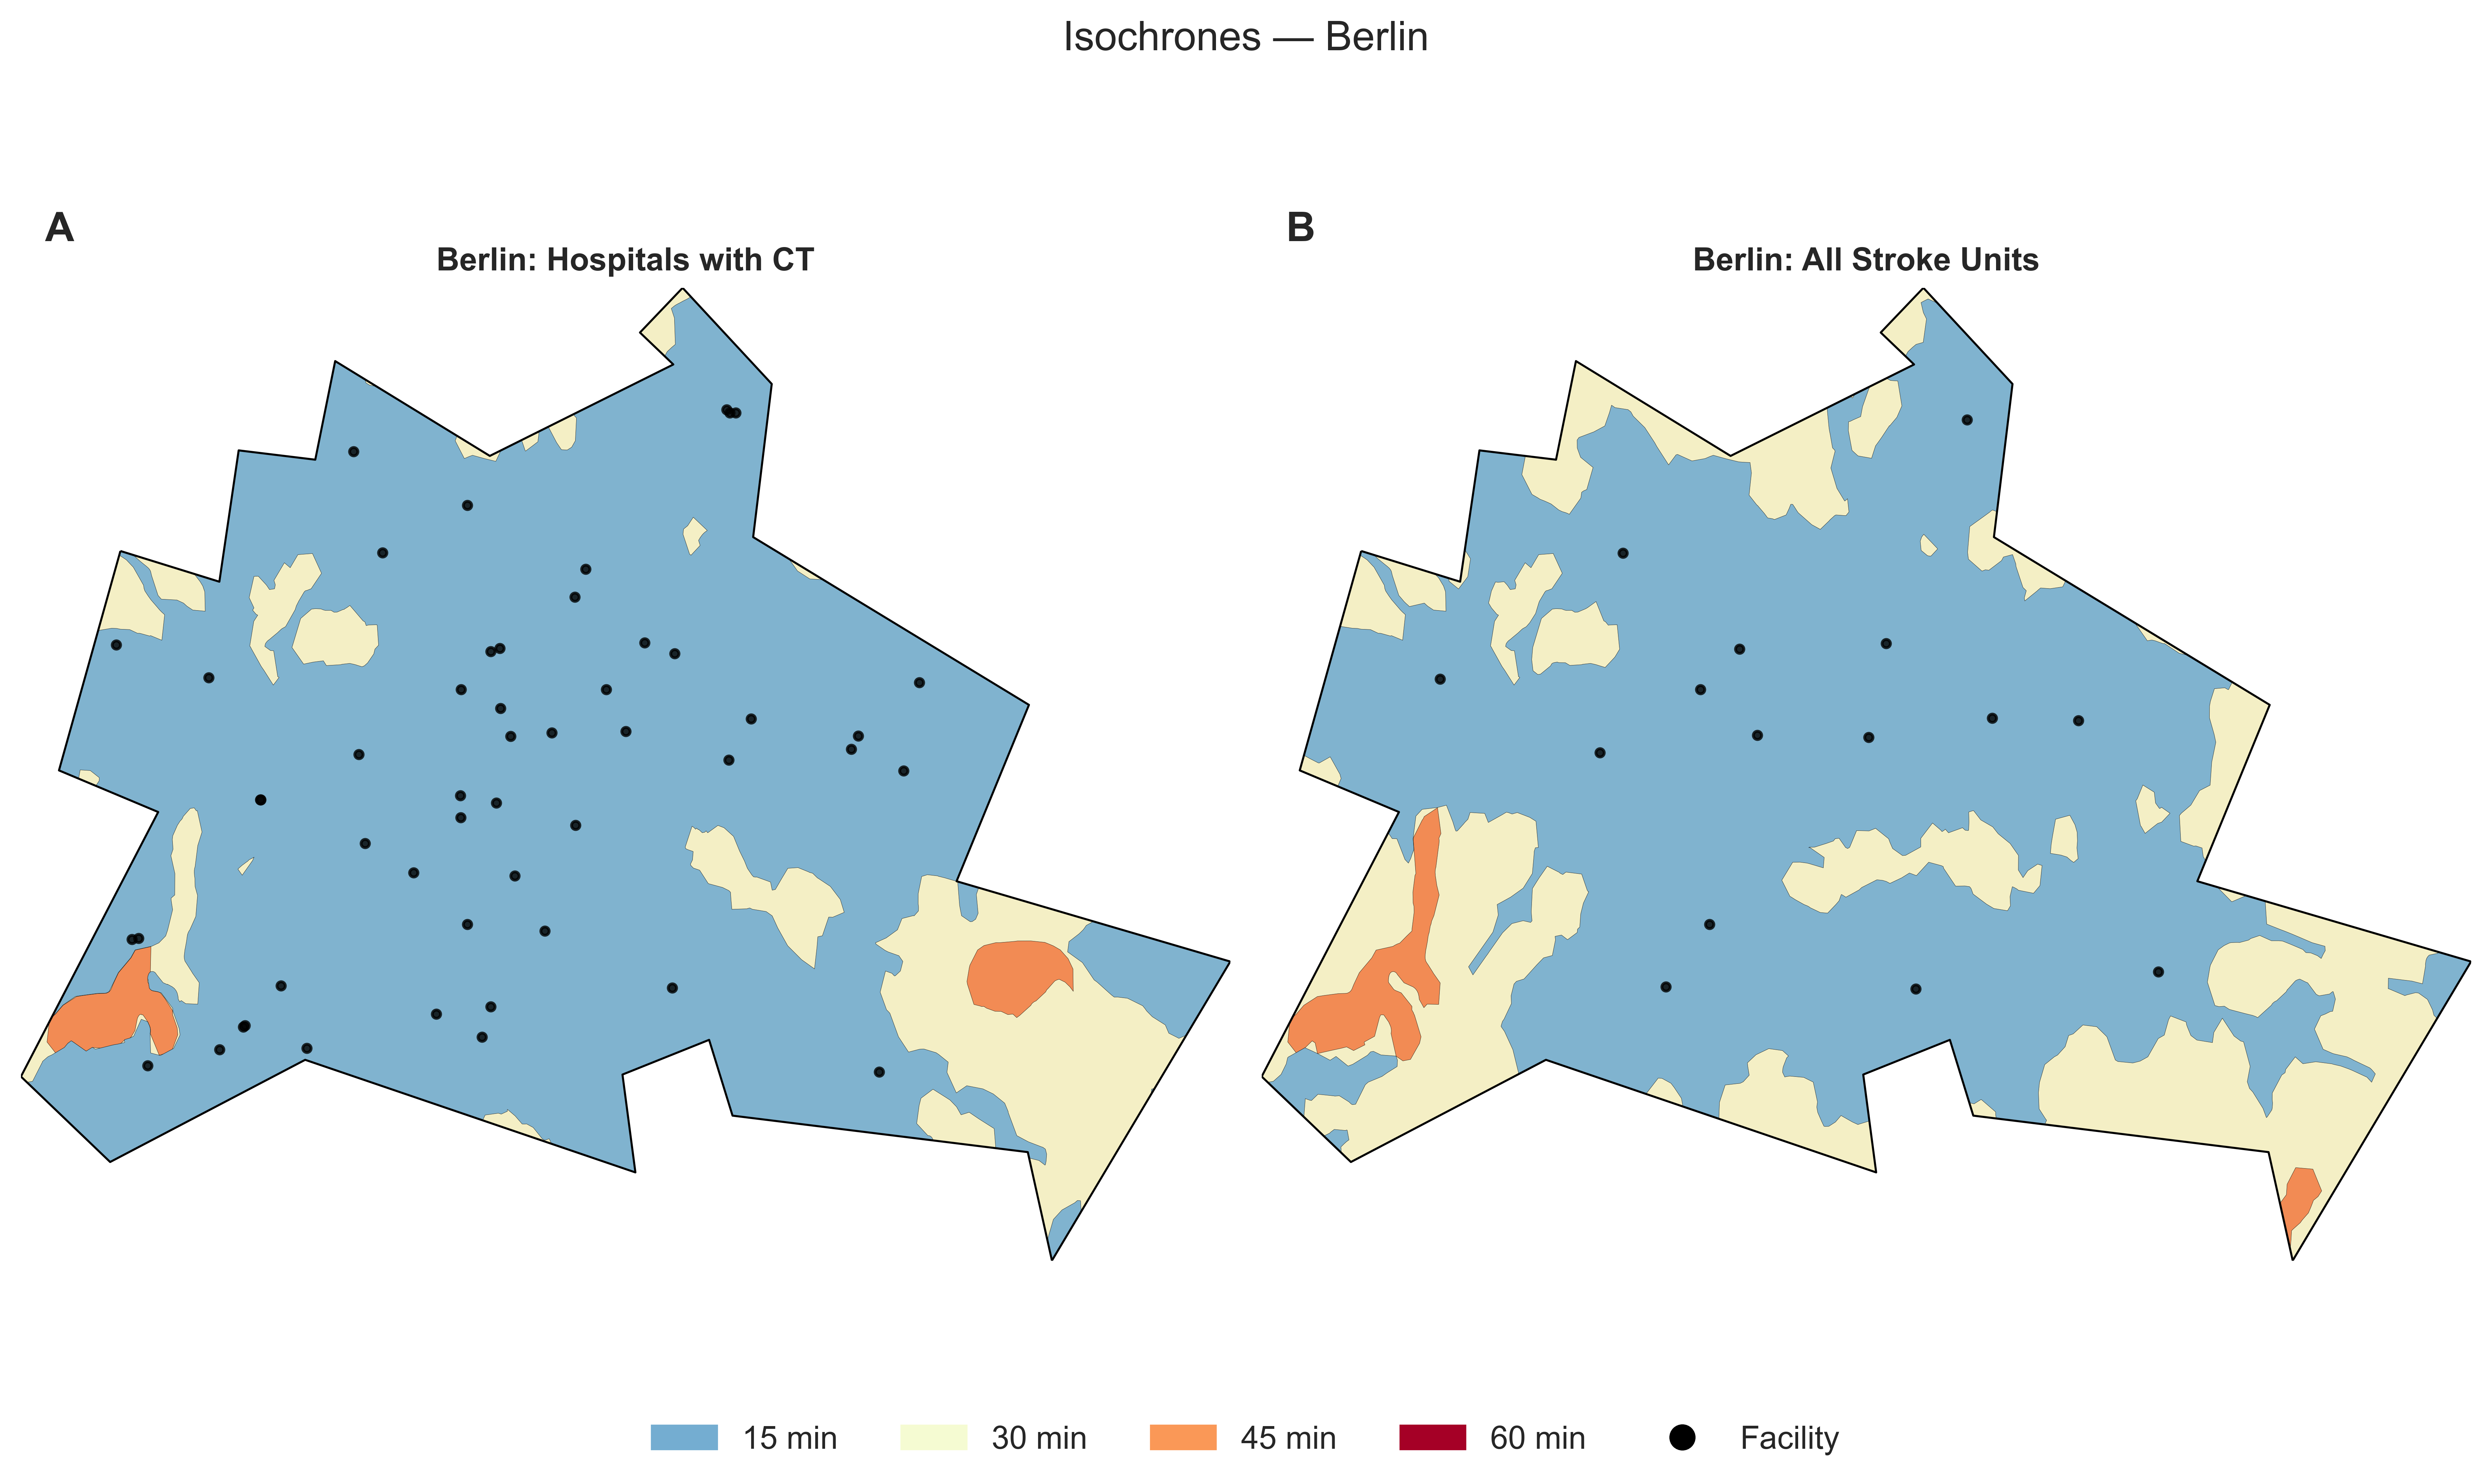 Isochrones — Berlin
A
Berlin: Hospitals with CT
B
Berlin: All Stroke Units
15 min
30 min
45 min
60 min
Facility